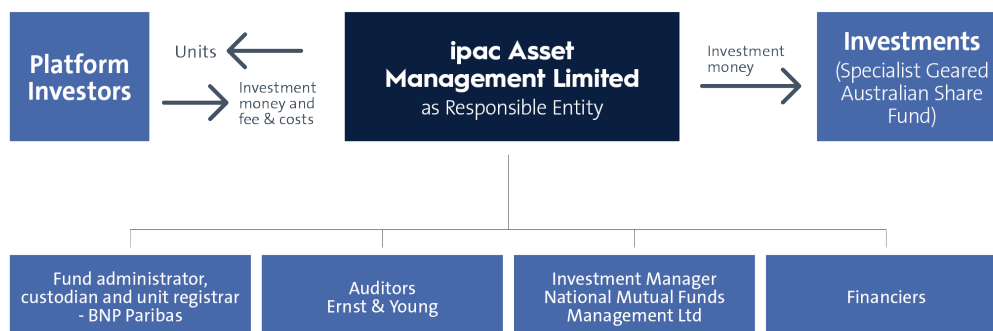 Platform
Investors
Units
Investment
money and
fee & costs
ipac Asset
Management Limited
as Responsible Entity
Investment
money
Investments
(Specialist Geared
Australian Share
Fund)
Fund administrator,
custodian and unit registrar
- BNP Paribas
Auditors
Ernst & Young
Investment Manager
National Mutual Funds
Management Ltd
Financiers